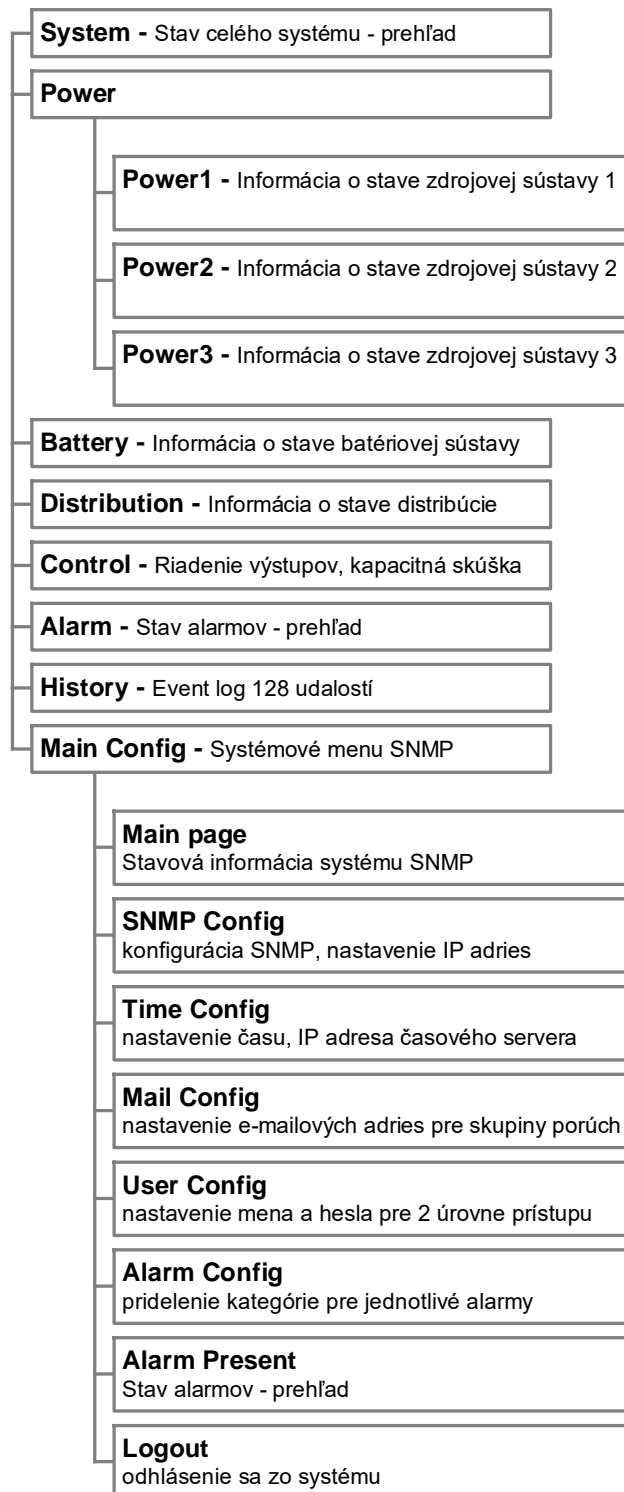 System - Stav celého systému - prehľad
Power
Power1 - Informácia o stave zdrojovej sústavy 1
Power2 - Informácia o stave zdrojovej sústavy 2
Power3 - Informácia o stave zdrojovej sústavy 3
Battery - Informácia o stave batériovej sústavy
Distribution - Informácia o stave distribúcie
Control - Riadenie výstupov, kapacitná skúška
Alarm - Stav alarmov - prehľad
History - Event log 128 udalostí
Main Config - Systémové menu SNMP
Main page
Stavová informácia systému SNMP
SNMP Config
konfigurácia SNMP, nastavenie IP adries
Time Config
nastavenie času, IP adresa časového servera
Mail Config
nastavenie e-mailových adries pre skupiny porúch
User Config
nastavenie mena a hesla pre 2 úrovne prístupu
Alarm Config
pridelenie kategórie pre jednotlivé alarmy
Alarm Present
Stav alarmov - prehľad
Logout
odhlásenie sa zo systému